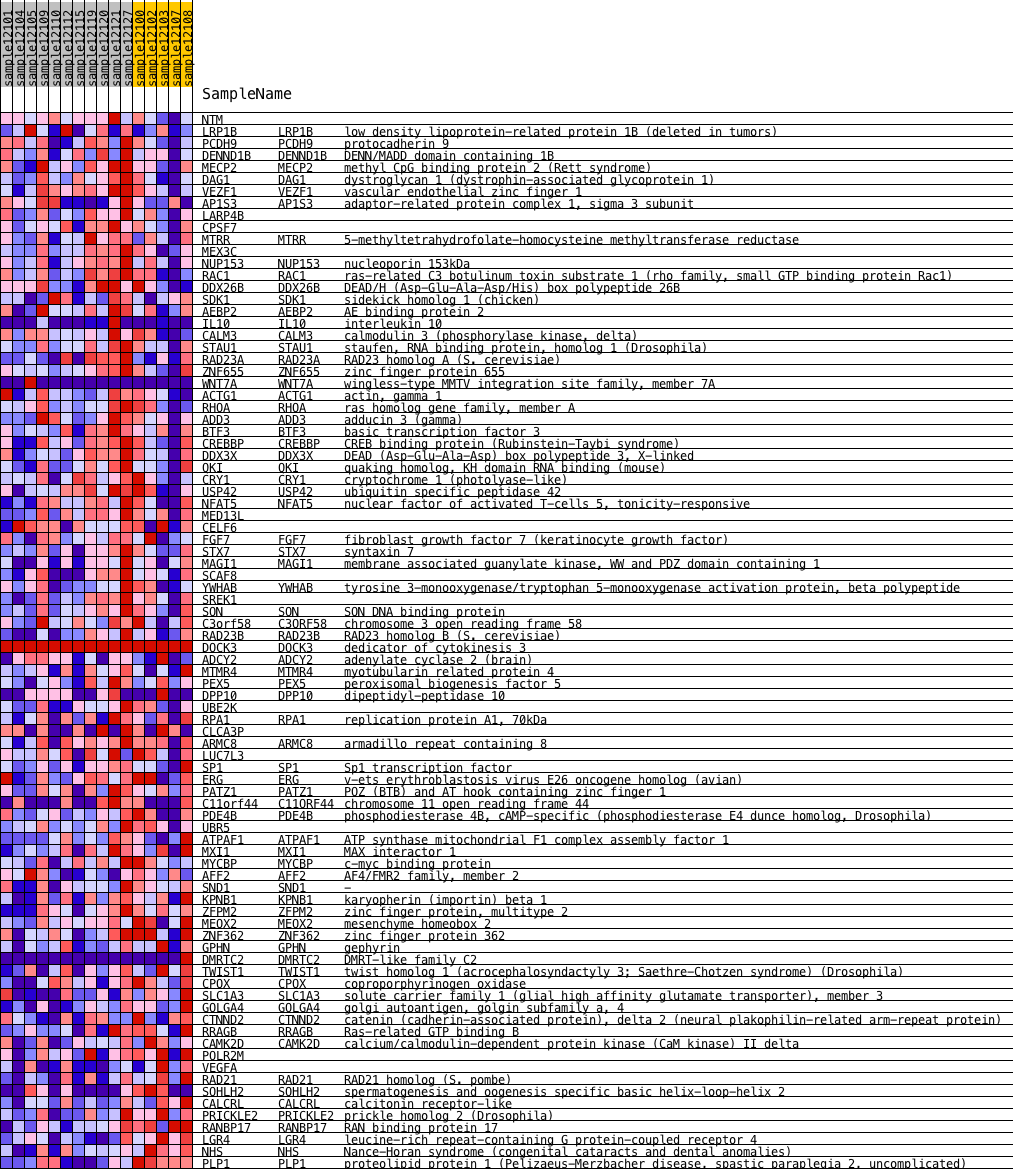 sample12101
sample12104
sample12105
sample12109
sample12110
sample12112
sample12115
sample12119
sample12120
sample12121
sample12127
sample12100
sample12102
sample12103
sample12107
sample12108
SampleName
NTM
LRP1B LRP1B low density lipoprotein-related protein 1B (deleted in tumors)
PCDH9 PCDH9 protocadherin 9
DENND1B DENND1B DENN/MADD domain containing 1B
MECP2 MECP2 methyl CpG binding protein 2 (Rett syndrome)
DAG1 DAG1 dystroglycan 1 (dystrophin-associated glycoprotein 1)
VEZF1 VEZF1 vascular endothelial zinc finger 1
AP1S3 AP1S3 adaptor-related protein complex 1, sigma 3 subunit
LARP4B
CPSF7
MTRR MTRR 5-methyltetrahydrofolate-homocysteine methyltransferase reductase
MEX3C
NUP153 NUP153 nucleoporin 153kDa
RAC1 RAC1 ras-related C3 botulinum toxin substrate 1 (rho family, small GTP binding protein Rac1)
DDX26B DDX26B DEAD/H (Asp-Glu-Ala-Asp/His) box polypeptide 26B
SDK1 SDK1 sidekick homolog 1 (chicken)
AEBP2 AEBP2 AE binding protein 2
IL10 IL10 interleukin 10
CALM3 CALM3 calmodulin 3 (phosphorylase kinase, delta)
STAU1 STAU1 staufen, RNA binding protein, homolog 1 (Drosophila)
RAD23A RAD23A RAD23 homolog A (S. cerevisiae)
ZNF655 ZNF655 zinc finger protein 655
WNT7A WNT7A wingless-type MMTV integration site family, member 7A
ACTG1 ACTG1 actin, gamma 1
RHOA RHOA ras homolog gene family, member A
ADD3 ADD3 adducin 3 (gamma)
BTF3 BTF3 basic transcription factor 3
CREBBP CREBBP CREB binding protein (Rubinstein-Taybi syndrome)
DDX3X DDX3X DEAD (Asp-Glu-Ala-Asp) box polypeptide 3, X-linked
QKI QKI quaking homolog, KH domain RNA binding (mouse)
CRY1 CRY1 cryptochrome 1 (photolyase-like)
USP42 USP42 ubiquitin specific peptidase 42
NFAT5 NFAT5 nuclear factor of activated T-cells 5, tonicity-responsive
MED13L
CELF6
FGF7 FGF7 fibroblast growth factor 7 (keratinocyte growth factor)
STX7 STX7 syntaxin 7
MAGI1 MAGI1 membrane associated guanylate kinase, WW and PDZ domain containing 1
SCAF8
YWHAB YWHAB tyrosine 3-monooxygenase/tryptophan 5-monooxygenase activation protein, beta polypeptide
SREK1
SON SON SON DNA binding protein
C3orf58 C3ORF58 chromosome 3 open reading frame 58
RAD23B RAD23B RAD23 homolog B (S. cerevisiae)
DOCK3 DOCK3 dedicator of cytokinesis 3
ADCY2 ADCY2 adenylate cyclase 2 (brain)
MTMR4 MTMR4 myotubularin related protein 4
PEX5 PEX5 peroxisomal biogenesis factor 5
DPP10 DPP10 dipeptidyl-peptidase 10
UBE2K
RPA1 RPA1 replication protein A1, 70kDa
CLCA3P
ARMC8 ARMC8 armadillo repeat containing 8
LUC7L3
SP1 SP1 Sp1 transcription factor
ERG ERG v-ets erythroblastosis virus E26 oncogene homolog (avian)
PATZ1 PATZ1 POZ (BTB) and AT hook containing zinc finger 1
C11orf44 C11ORF44 chromosome 11 open reading frame 44
PDE4B PDE4B phosphodiesterase 4B, cAMP-specific (phosphodiesterase E4 dunce homolog, Drosophila)
UBR5
ATPAF1 ATPAF1 ATP synthase mitochondrial F1 complex assembly factor 1
MXI1 MXI1 MAX interactor 1
MYCBP MYCBP c-myc binding protein
AFF2 AFF2 AF4/FMR2 family, member 2
SND1 SND1 -
KPNB1 KPNB1 karyopherin (importin) beta 1
ZFPM2 ZFPM2 zinc finger protein, multitype 2
MEOX2 MEOX2 mesenchyme homeobox 2
ZNF362 ZNF362 zinc finger protein 362
GPHN GPHN gephyrin
DMRTC2 DMRTC2 DMRT-like family C2
TWIST1 TWIST1 twist homolog 1 (acrocephalosyndactyly 3; Saethre-Chotzen syndrome) (Drosophila)
CPOX CPOX coproporphyrinogen oxidase
SLC1A3 SLC1A3 solute carrier family 1 (glial high affinity glutamate transporter), member 3
GOLGA4 GOLGA4 golgi autoantigen, golgin subfamily a, 4
CTNND2 CTNND2 catenin (cadherin-associated protein), delta 2 (neural plakophilin-related arm-repeat protein)
RRAGB RRAGB Ras-related GTP binding B
CAMK2D CAMK2D calcium/calmodulin-dependent protein kinase (CaM kinase) II delta
POLR2M
VEGFA
RAD21 RAD21 RAD21 homolog (S. pombe)
SOHLH2 SOHLH2 spermatogenesis and oogenesis specific basic helix-loop-helix 2
CALCRL CALCRL calcitonin receptor-like
PRICKLE2 PRICKLE2 prickle homolog 2 (Drosophila)
RANBP17 RANBP17 RAN binding protein 17
LGR4 LGR4 leucine-rich repeat-containing G protein-coupled receptor 4
NHS NHS Nance-Horan syndrome (congenital cataracts and dental anomalies)
PLP1 PLP1 proteolipid protein 1 (Pelizaeus-Merzbacher disease, spastic paraplegia 2, uncomplicated)